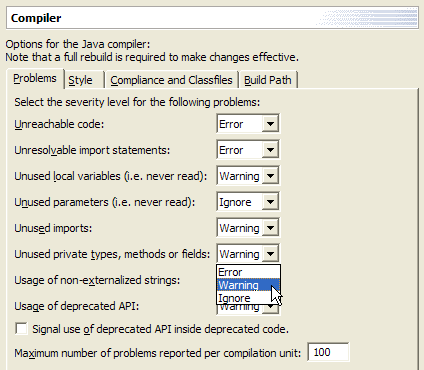 Compiler
Options for the Java compiler:
Note that a full rebuild is required to make changes effective.
Problems Style Compliance and Classfiles Build Path
Select the severity level for the following problems:
Unreachable code: Error
Unresolvable import statements: Error
Unused local variables (i.e. never read): Warning
Unused parameters (i.e. never read): Ignore
Unused imports: Warning
Unused private types, methods or fields: Warning
Error
Usage of non-externalized strings: Warning
Ignore
Usage of deprecated API: Warning
Signal use of deprecated API inside deprecated code.
Maximum number of problems reported per compilation unit: 100